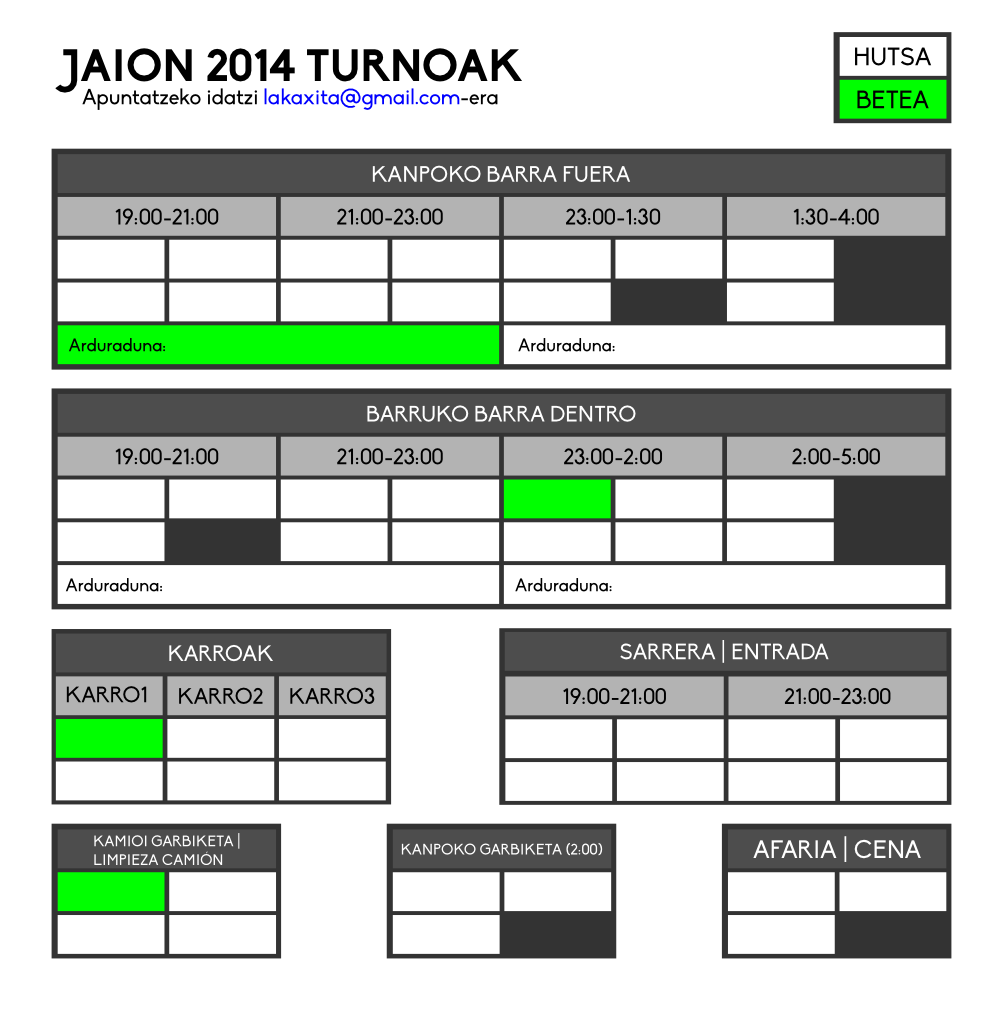 JAION 2014 TURNOAK
Apuntatzeko idatzi lakaxita@gmail.com-era
HUTSA
BETEA
KANPOKO BARRA FUERA
19:00-21:00 21:00-23:00 23:00-1:30 1:30-4:00
Arduraduna: Arduraduna:
BARRUKO BARRA DENTRO
19:00-21:00 21:00-23:00 23:00-2:00 2:00-5:00
Arduraduna: Arduraduna:
KARROAK
KARRO1 KARRO2 KARRO3
SARRERA | ENTRADA
19:00-21:00 21:00-23:00
KAMIOI GARBIKETA |
LIMPIEZA CAMIÓN
KANPOKO GARBIKETA (2:00)
AFARIA | CENA